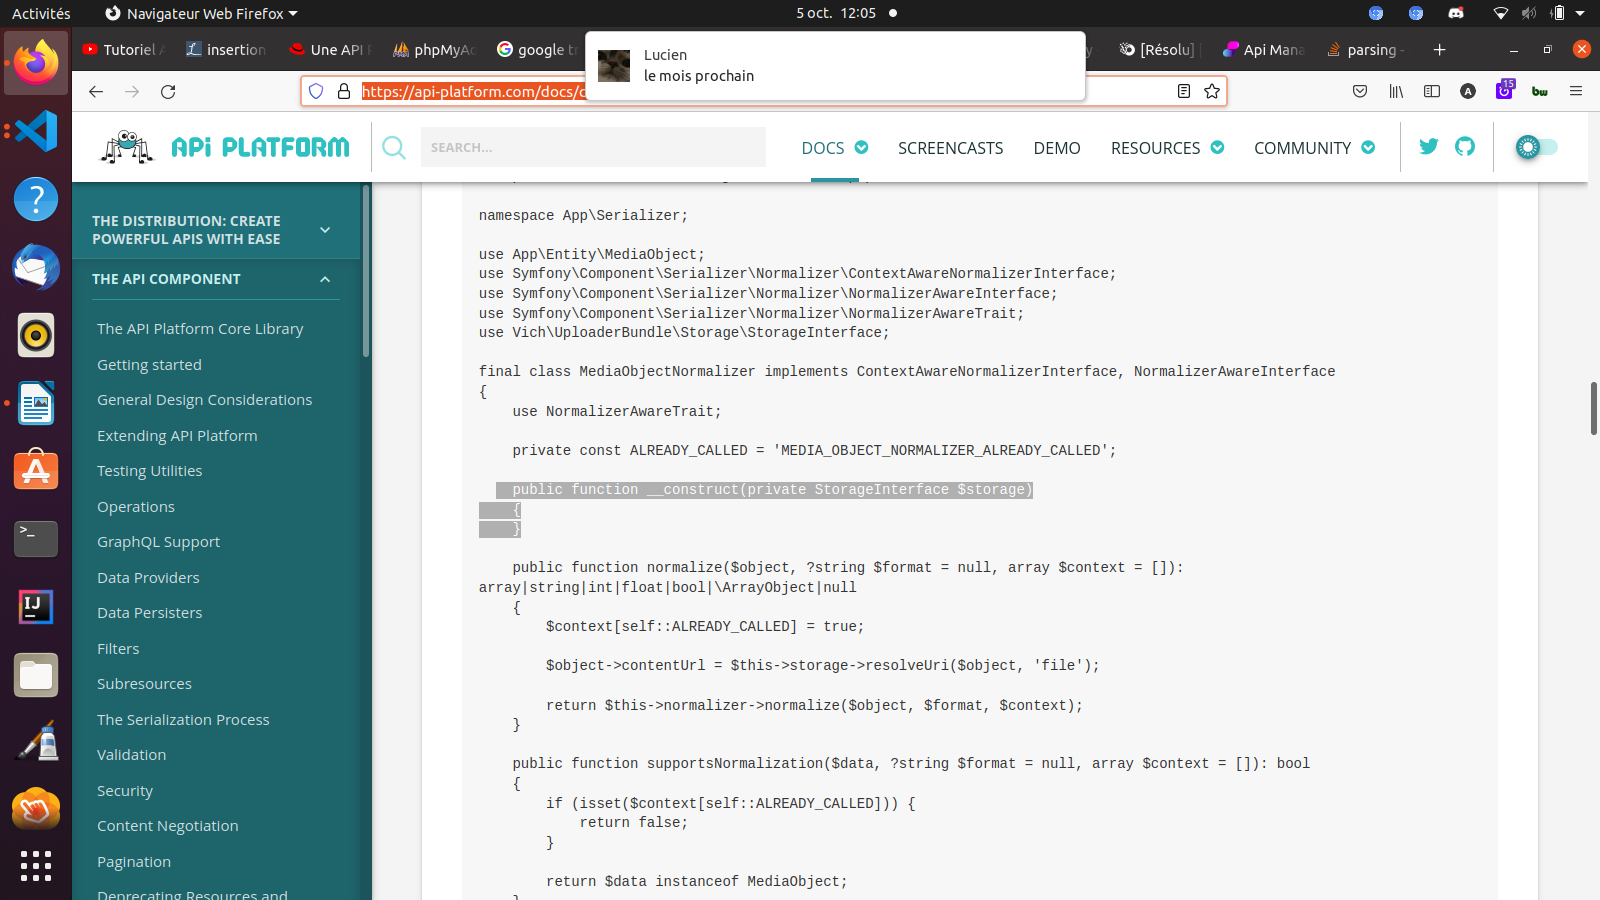 Activités
Navigateur Web Firefox
5 oct. 12:05
Tutoriel
insertion
Une API
phpMyAd
google tr
[Résolu]
Api Mana
parsing -
Lucien
le mois prochain
https://api-platform.com/docs/c
15
A
bw
API PLATFORM
SEARCH...
DOCS
SCREENCASTS
DEMO
RESOURCES
COMMUNITY
THE DISTRIBUTION: CREATE
POWERFUL APIS WITH EASE
THE API COMPONENT
The API Platform Core Library
Getting started
General Design Considerations
Extending API Platform
Testing Utilities
Operations
GraphQL Support
Data Providers
Data Persisters
Filters
Subresources
The Serialization Process
Validation
Security
Content Negotiation
Pagination
Deprecating Resources and
namespace App\Serializer;
use App\Entity\MediaObject;
use Symfony\Component\Serializer\Normalizer\ContextAwareNormalizerInterface;
use Symfony\Component\Serializer\Normalizer\NormalizerAwareInterface;
use Symfony\Component\Serializer\Normalizer\NormalizerAwareTrait;
use Vich\UploaderBundle\Storage\StorageInterface;
final class MediaObjectNormalizer implements ContextAwareNormalizerInterface, NormalizerAwareInterface
{
use NormalizerAwareTrait;
private const ALREADY_CALLED = 'MEDIA_OBJECT_NORMALIZER_ALREADY_CALLED';
public function __construct(private StorageInterface $storage)
{
}
public function normalize($object, ?string $format = null, array $context = []):
array|string|int|float|bool|\ArrayObject|null
{
$context[self::ALREADY_CALLED] = true;
$object->contentUrl = $this->storage->resolveUri($object, 'file');
return $this->normalizer->normalize($object, $format, $context);
}
public function supportsNormalization($data, ?string $format = null, array $context = []): bool
{
if (isset($context[self::ALREADY_CALLED])) {
return false;
}
return $data instanceof MediaObject;
}